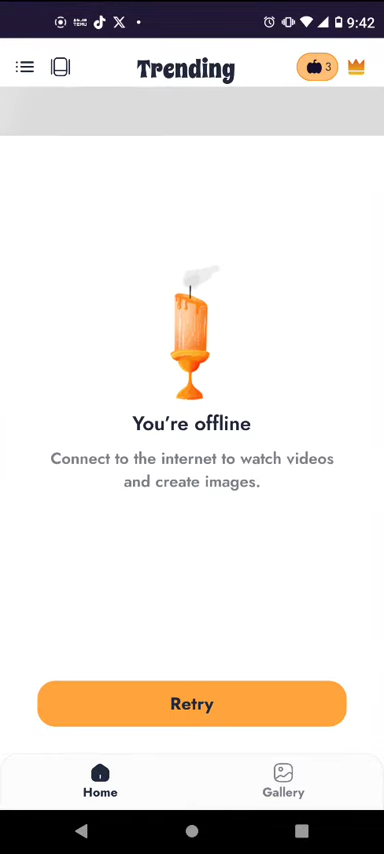 9:42
Trending
3
You're offline
Connect to the internet to watch videos
and create images.
Retry
Home
Gallery